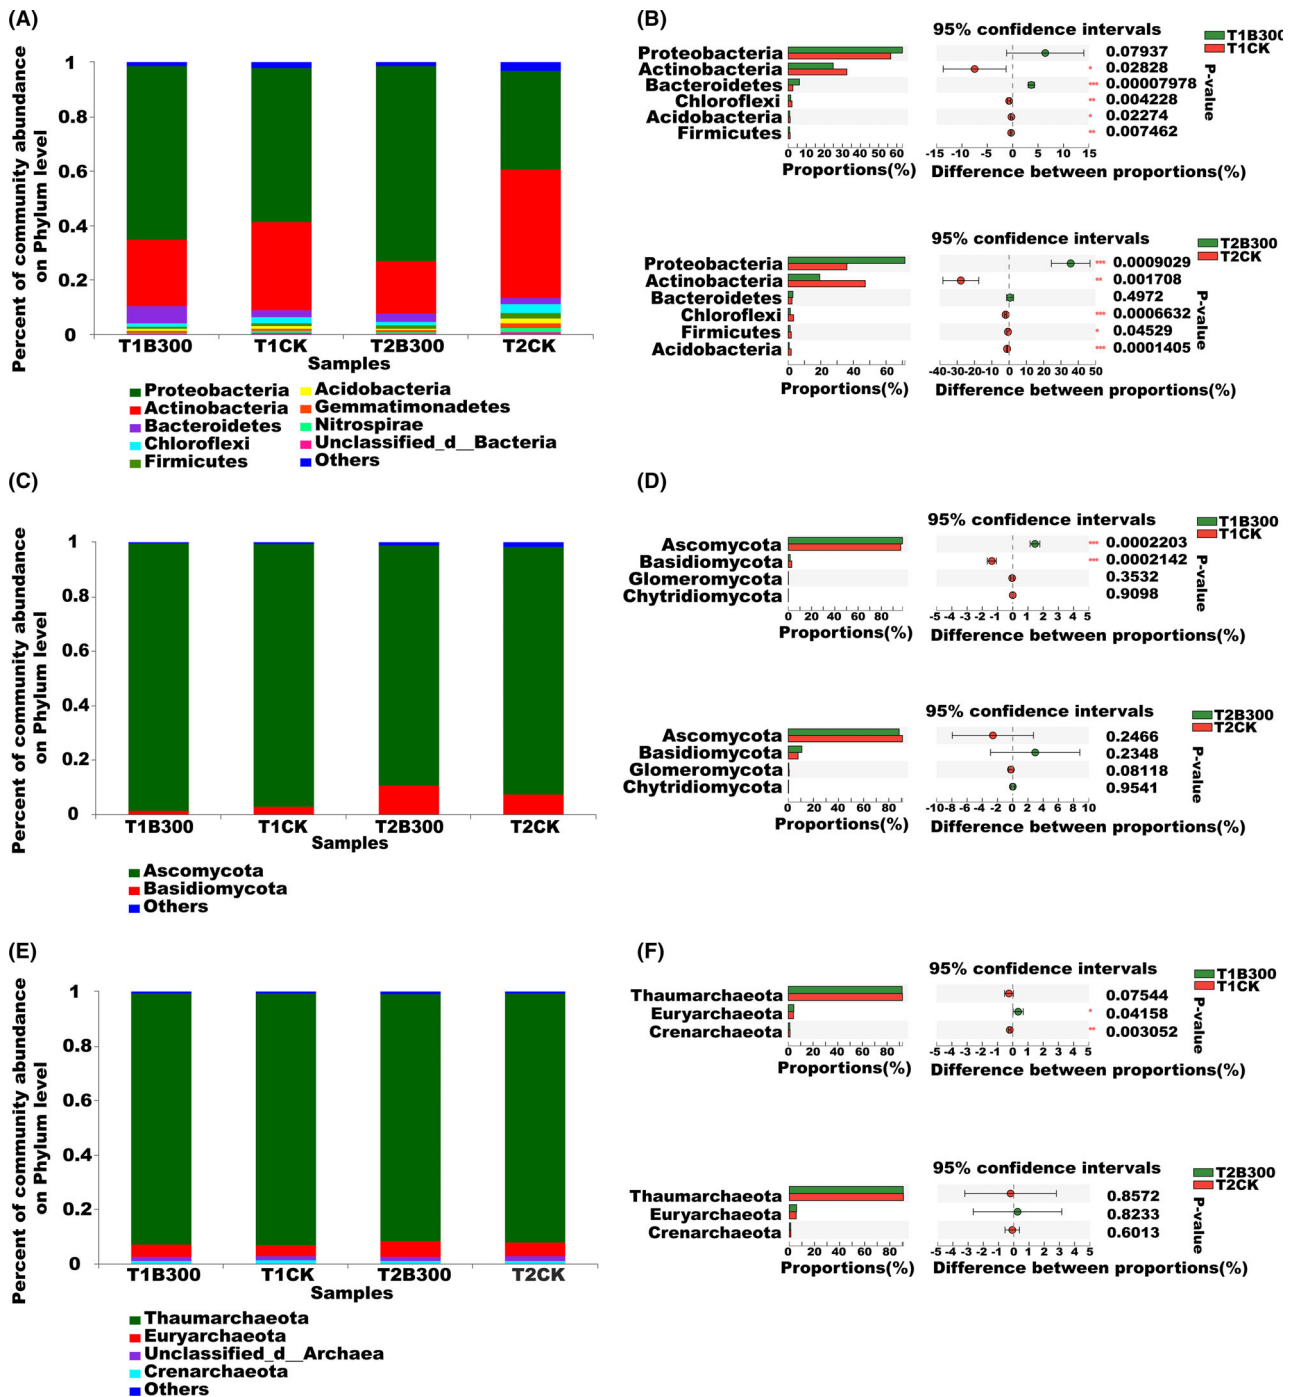 (A)
Percent of community abundance
on Phylum level
1
0.8
0.6
0.4
0.2
0
T1B300 T1CK T2B300 T2CK
Samples
Proteobacteria
Actinobacteria
Bacteroidetes
Chloroflexi
Firmicutes
Acidobacteria
Gemmatimonadetes
Nitrospirae
Unclassified_d__Bacteria
Others
(B)
95% confidence intervals
T1B300
T1CK
Proteobacteria 0.07937
Actinobacteria * 0.02828
Bacteroidetes *** 0.00007978
Chloroflexi ** 0.004228
Acidobacteria * 0.02274
Firmicutes ** 0.007462
P-value
0 10 20 30 40 50 60
Proportions(%)
-15 -10 -5 0 5 10 15
Difference between proportions(%)
95% confidence intervals
T2B300
T2CK
Proteobacteria *** 0.0009029
Actinobacteria ** 0.001708
Bacteroidetes 0.4972
Chloroflexi *** 0.0006632
Firmicutes * 0.04529
Acidobacteria *** 0.0001405
P-value
0 20 40 60
Proportions(%)
-40 -30 -20 -10 0 10 20 30 40 50
Difference between proportions(%)
(C)
Percent of community abundance
on Phylum level
1
0.8
0.6
0.4
0.2
0
T1B300 T1CK T2B300 T2CK
Samples
Ascomycota
Basidiomycota
Others
(D)
95% confidence intervals
T1B300
T1CK
Ascomycota *** 0.0002203
Basidiomycota *** 0.0002142
Glomeromycota 0.3532
Chytridiomycota 0.9098
P-value
0 20 40 60 80
Proportions(%)
-5 -4 -3 -2 -1 0 1 2 3 4 5
Difference between proportions(%)
95% confidence intervals
T2B300
T2CK
Ascomycota 0.2466
Basidiomycota 0.2348
Glomeromycota 0.08118
Chytridiomycota 0.9541
P-value
0 20 40 60 80
Proportions(%)
-10 -8 -6 -4 -2 0 2 4 6 8 10
Difference between proportions(%)
(E)
Percent of community abundance
on Phylum level
1
0.8
0.6
0.4
0.2
0
T1B300 T1CK T2B300 T2CK
Samples
Thaumarchaeota
Euryarchaeota
Unclassified_d__Archaea
Crenarchaeota
Others
(F)
95% confidence intervals
T1B300
T1CK
Thaumarchaeota 0.07544
Euryarchaeota * 0.04158
Crenarchaeota ** 0.003052
P-value
0 20 40 60 80
Proportions(%)
-5 -4 -3 -2 -1 0 1 2 3 4 5
Difference between proportions(%)
95% confidence intervals
T2B300
T2CK
Thaumarchaeota 0.8572
Euryarchaeota 0.8233
Crenarchaeota 0.6013
P-value
0 20 40 60 80
Proportions(%)
-5 -4 -3 -2 -1 0 1 2 3 4 5
Difference between proportions(%)